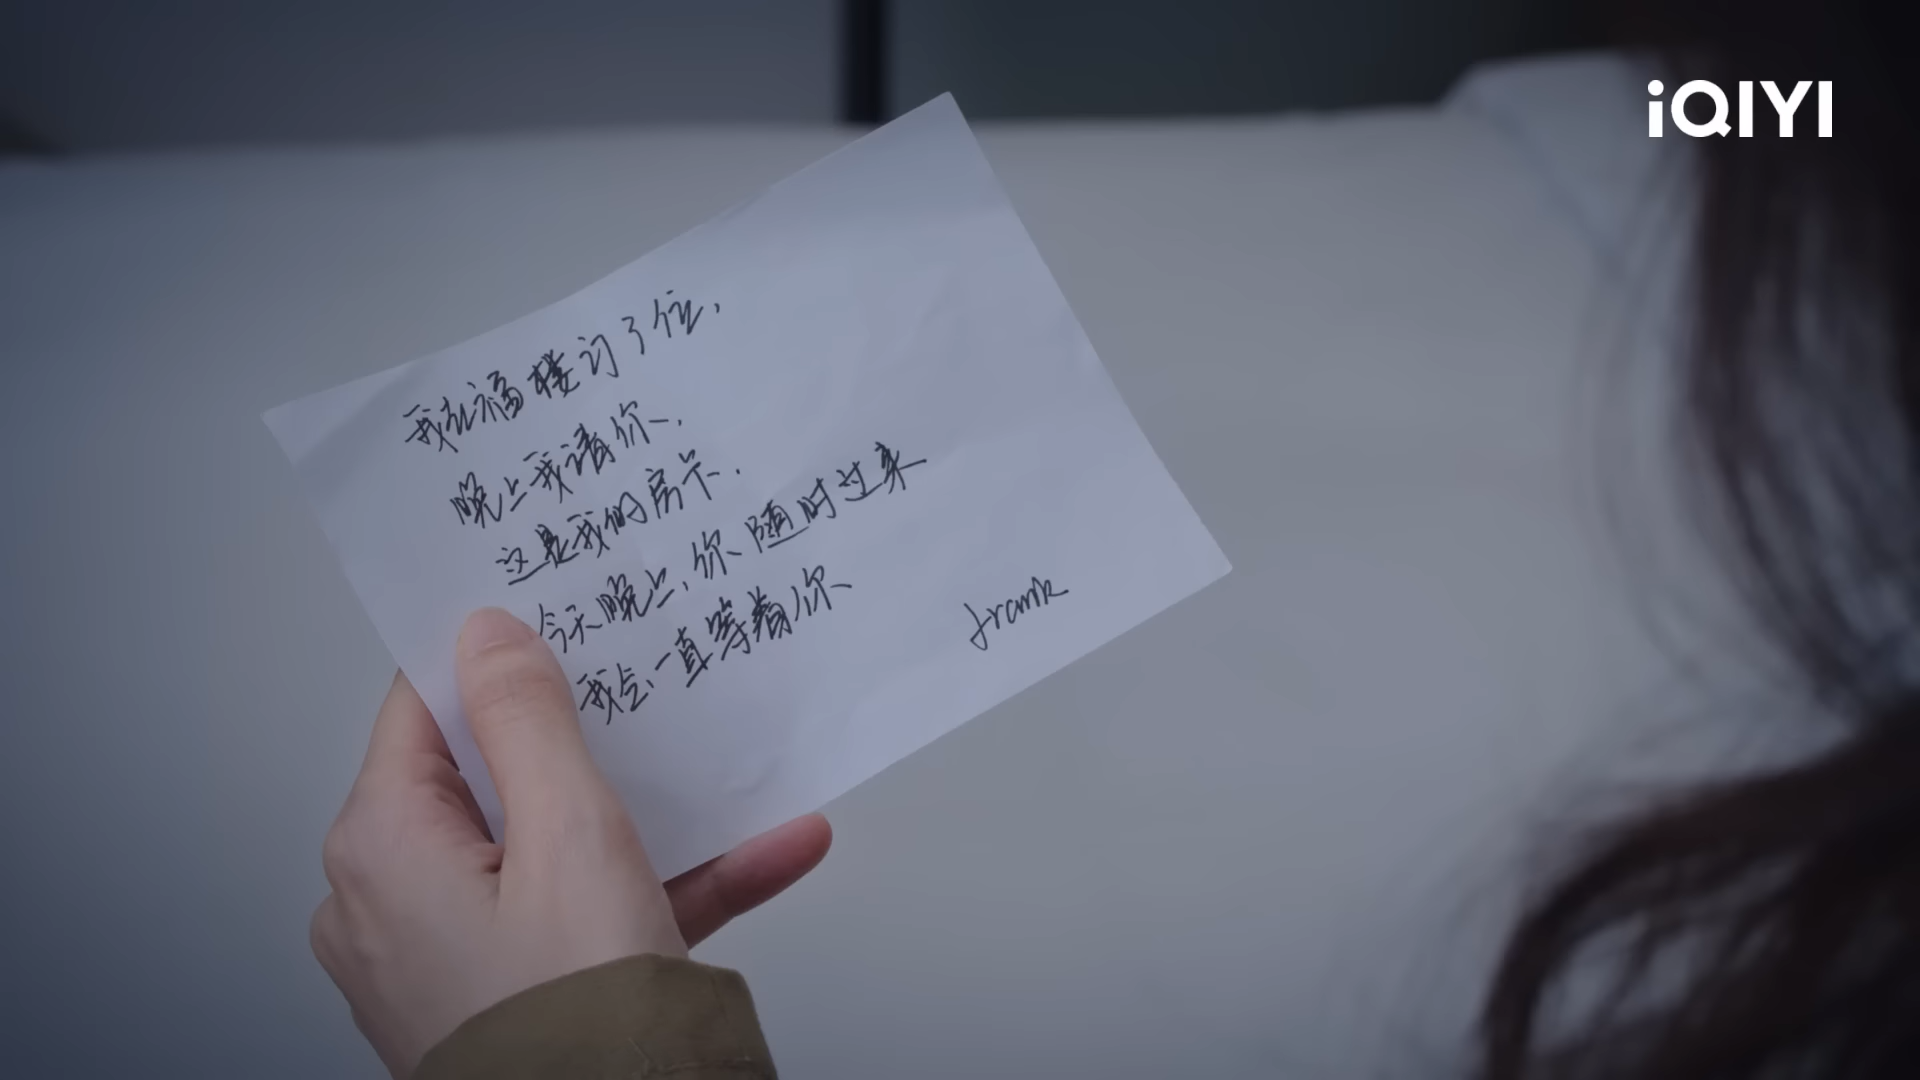 iQIYI
我在福楼订了位，
晚上我请你，
这是我的房卡，
今天晚上，你随时过来
我会一直等着你
frank